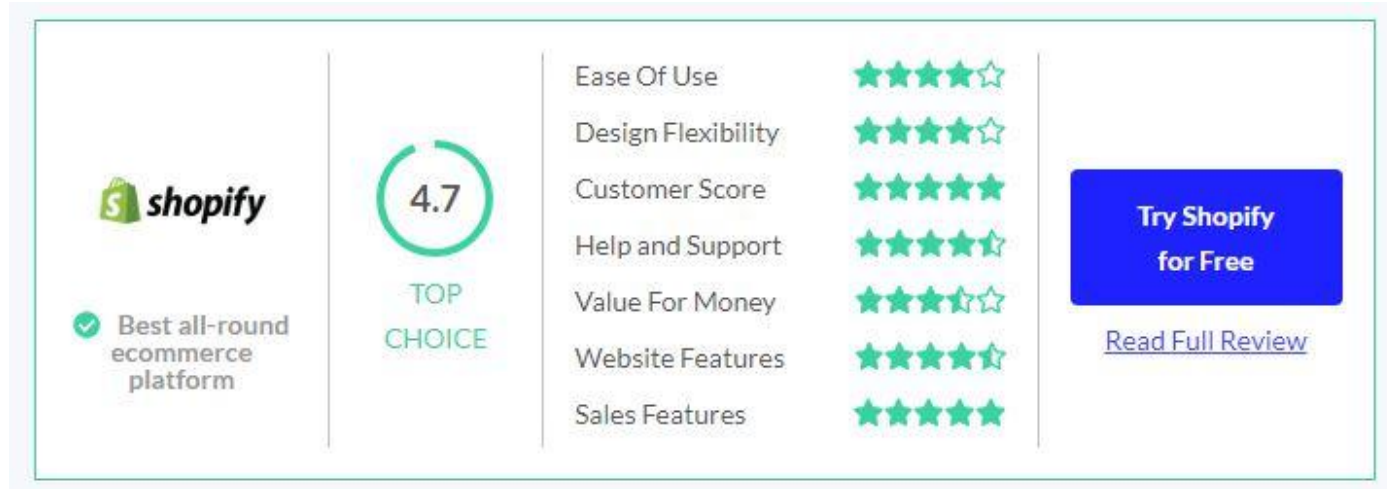 shopify
Best all-round
ecommerce
platform
4.7
TOP
CHOICE
Ease Of Use
Design Flexibility
Customer Score
Help and Support
Value For Money
Website Features
Sales Features
Try Shopify
for Free
Read Full Review